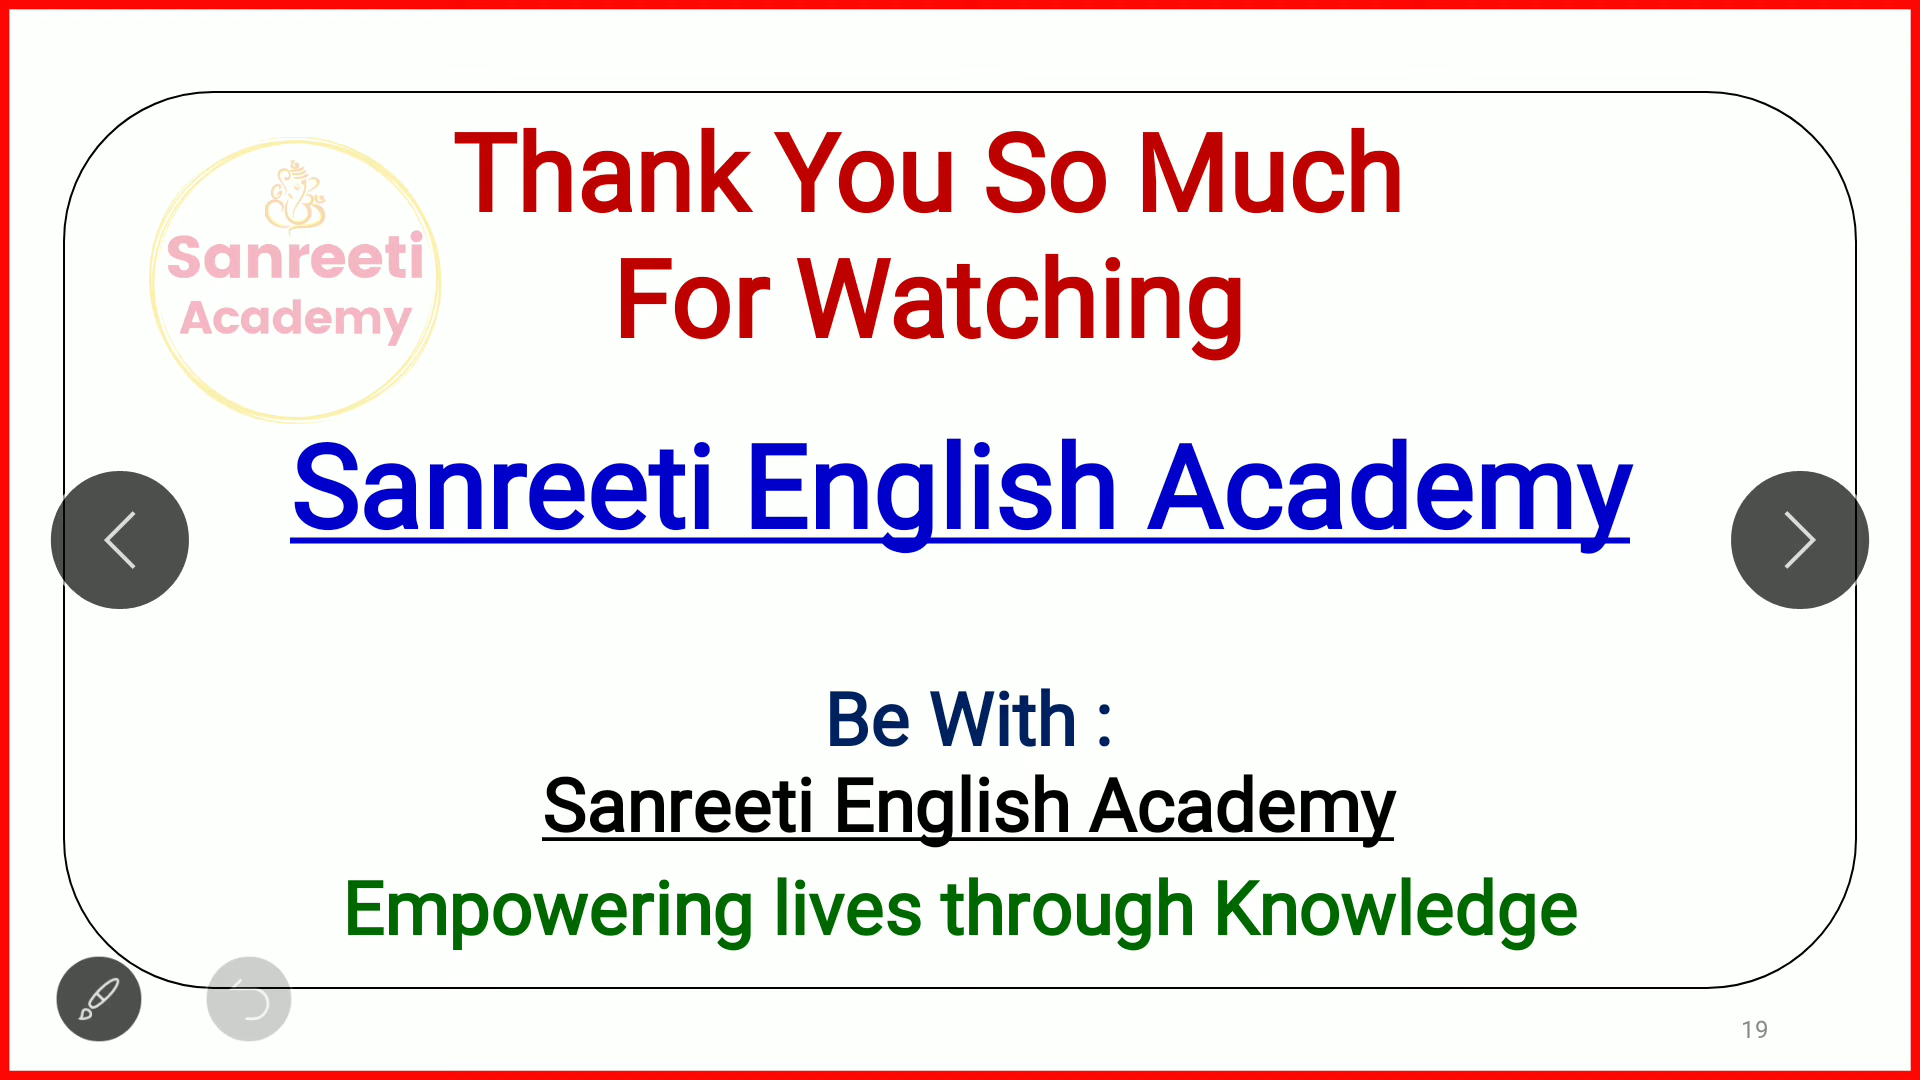 Thank You So Much
For Watching
Sanreeti
Academy
Sanreeti English Academy
Be With :
Sanreeti English Academy
Empowering lives through Knowledge
19